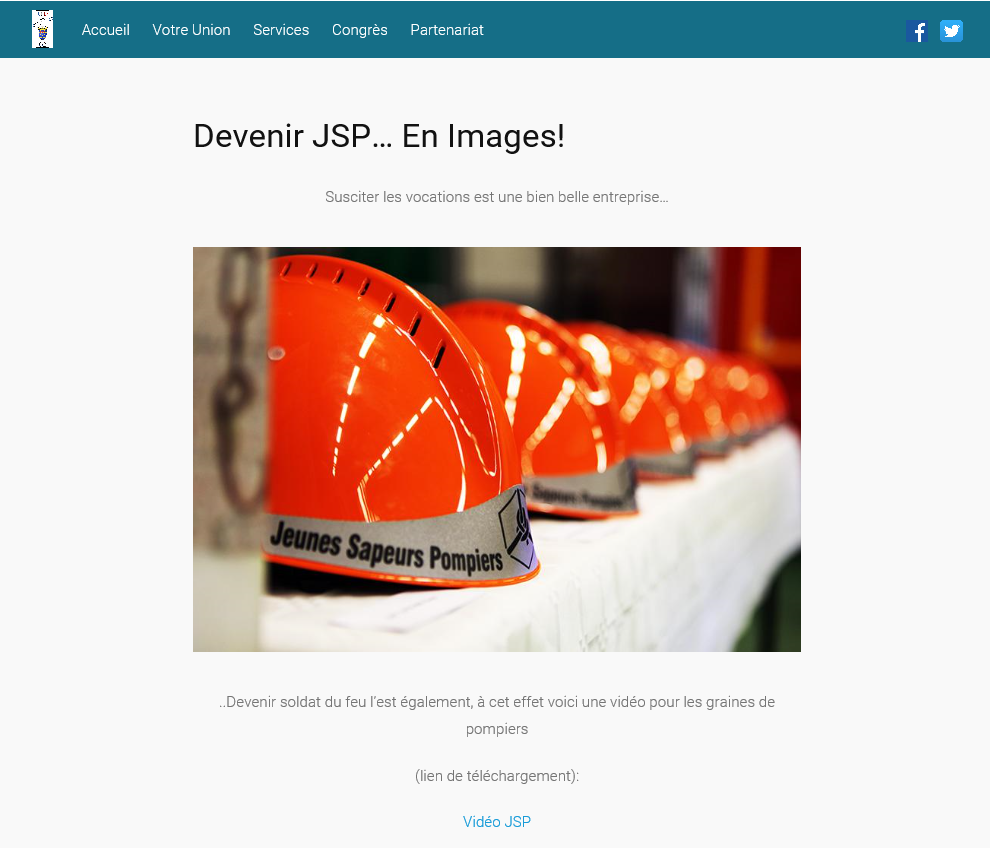 Accueil Votre Union Services Congrès Partenariat
Devenir JSP... En Images!
Susciter les vocations est une bien belle entreprise...
Jeunes Sapeurs Pompiers
Sapeurs Pompiers
..Devenir soldat du feu l'est également, à cet effet voici une vidéo pour les graines de
pompiers
(lien de téléchargement):
Vidéo JSP